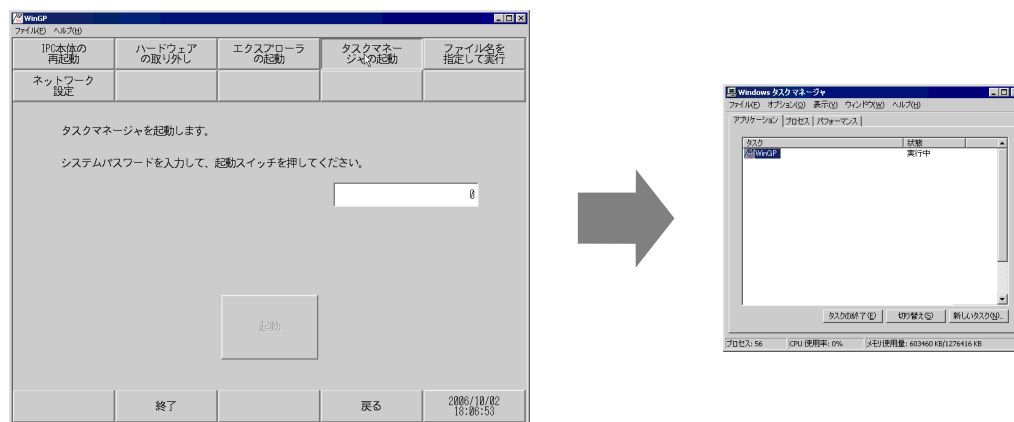 WinGP
ファイル(F) ヘルプ(H)
IPC本体の
再起動
ハードウェア
の取り外し
エクスプローラ
の起動
タスクマネー
ジャの起動
ファイル名を
指定して実行
ネットワーク
設定
タスクマネージャを起動します。
システムパスワードを入力して、起動スイッチを押してください。
0
起動
終了
戻る
2006/10/02
18:06:53
Windows タスク マネージャ
ファイル(F) オプション(O) 表示(V) ウィンドウ(W) ヘルプ(H)
アプリケーション プロセス パフォーマンス
タスク 状態
WinGP 実行中
タスクの終了(E) 切り替え(S) 新しいタスク(N)...
プロセス: 56 CPU 使用率: 0% メモリ使用量: 603460 KB/1276416 KB